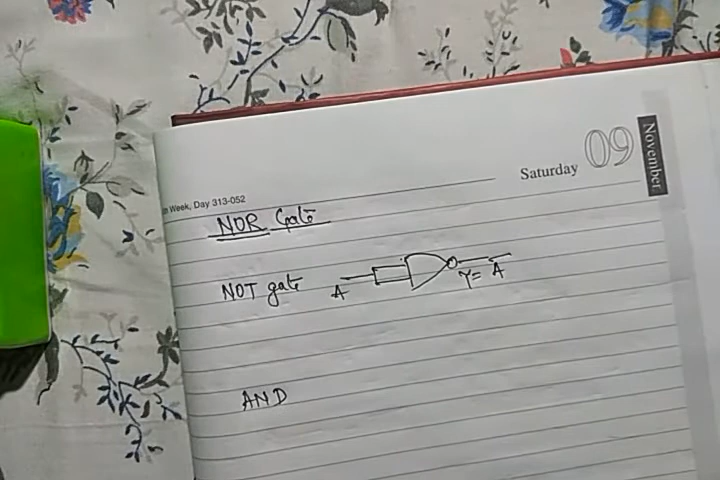 November
09
Saturday
Week, Day 313-052
NOR Gate
NOT gate A Y = A̅
AND